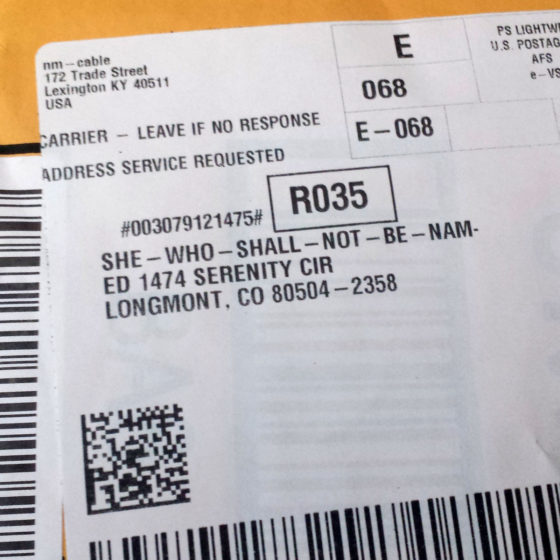 nm-cable
172 Trade Street
Lexington KY 40511
USA
CARRIER - LEAVE IF NO RESPONSE
ADDRESS SERVICE REQUESTED
E
068
E-068
PS LIGHTW
U.S. POSTAG
AFS
e-VS
R035
#003079121475#
SHE-WHO-SHALL-NOT-BE-NAM-
ED 1474 SERENITY CIR
LONGMONT, CO 80504-2358